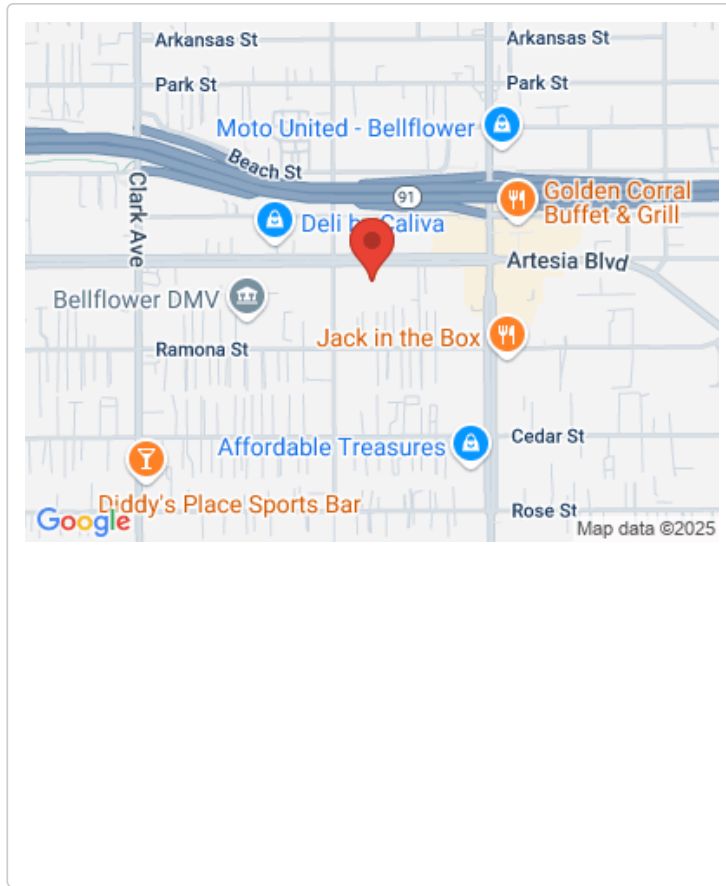 Arkansas St
Arkansas St
Park St
Park St
Moto United - Bellflower
Beach St
91
Golden Corral
Buffet & Grill
Clark Ave
Deli by Caliva
Artesia Blvd
Bellflower DMV
Jack in the Box
Ramona St
Cedar St
Affordable Treasures
Diddy's Place Sports Bar
Rose St
Google
Map data ©2025